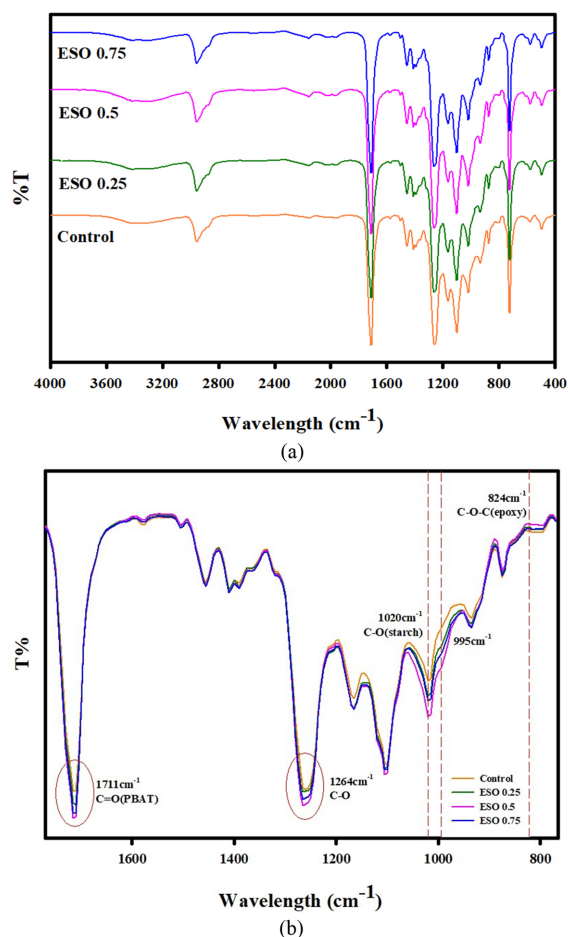 ESO 0.75
ESO 0.5
ESO 0.25
Control
%T
4000 3600 3200 2800 2400 2000 1600 1200 800 400
Wavelength (cm-1)
(a)
824cm-1
C-O-C(epoxy)
1020cm-1
C-O(starch)
995cm-1
T%
1711cm-1
C=O(PBAT)
1264cm-1
C-O
Control
ESO 0.25
ESO 0.5
ESO 0.75
1600 1400 1200 1000 800
Wavelength (cm-1)
(b)